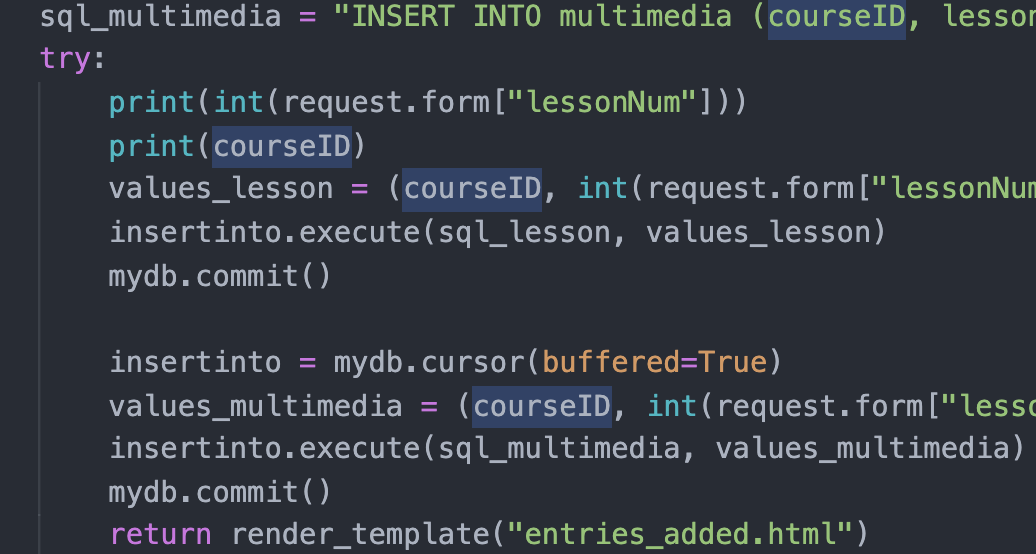 sql_multimedia = "INSERT INTO multimedia (courseID, lesson
try:
print(int(request.form["lessonNum"]))
print(courseID)
values_lesson = (courseID, int(request.form["lessonNum
insertinto.execute(sql_lesson, values_lesson)
mydb.commit()
insertinto = mydb.cursor(buffered=True)
values_multimedia = (courseID, int(request.form["lesso
insertinto.execute(sql_multimedia, values_multimedia)
mydb.commit()
return render_template("entries_added.html")